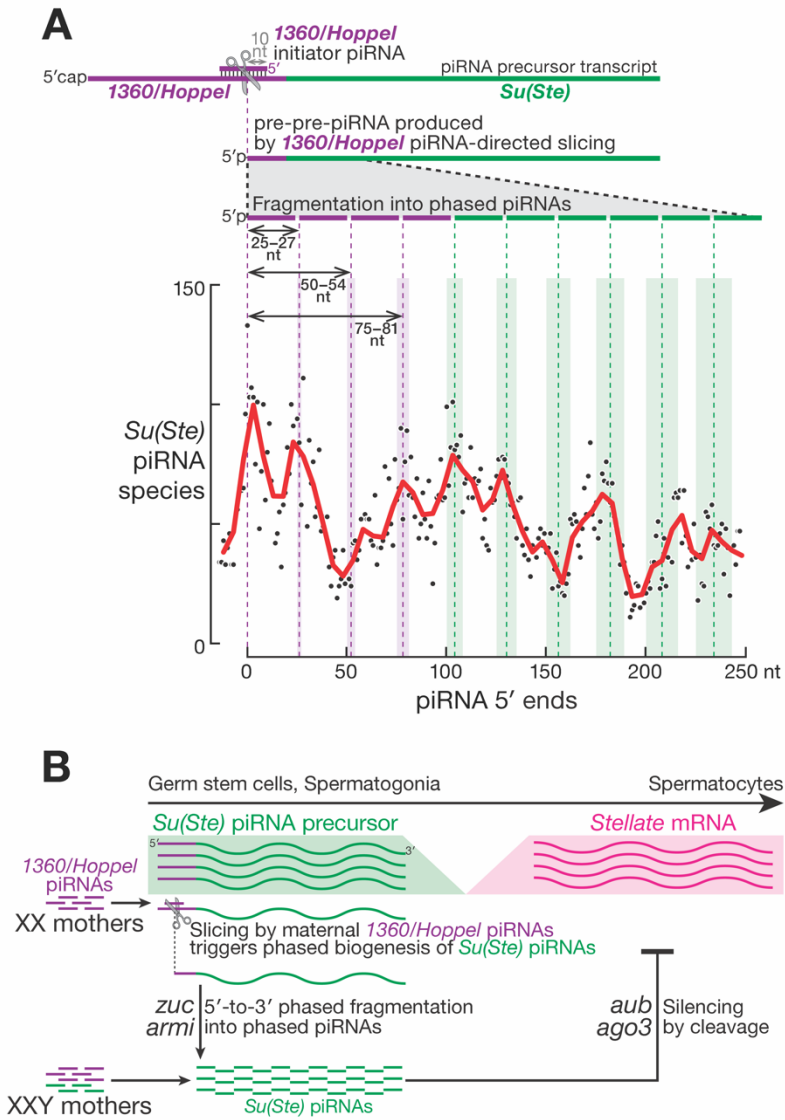 A
10
nt
1360/Hoppel
initiator piRNA
5′
5′cap
1360/Hoppel
piRNA precursor transcript
Su(Ste)
pre-pre-piRNA produced
by 1360/Hoppel piRNA-directed slicing
5′p
Fragmentation into phased piRNAs
5′p
25–27
nt
50–54
nt
75–81
nt
150
Su(Ste)
piRNA
species
0
0 50 100 150 200 250 nt
piRNA 5′ ends
B
Germ stem cells, Spermatogonia Spermatocytes
Su(Ste) piRNA precursor Stellate mRNA
5′ 3′
1360/Hoppel
piRNAs
XX mothers
Slicing by maternal 1360/Hoppel piRNAs
triggers phased biogenesis of Su(Ste) piRNAs
zuc
armi
5′-to-3′ phased fragmentation
into phased piRNAs
aub
ago3
Silencing
by cleavage
XXY mothers
Su(Ste) piRNAs